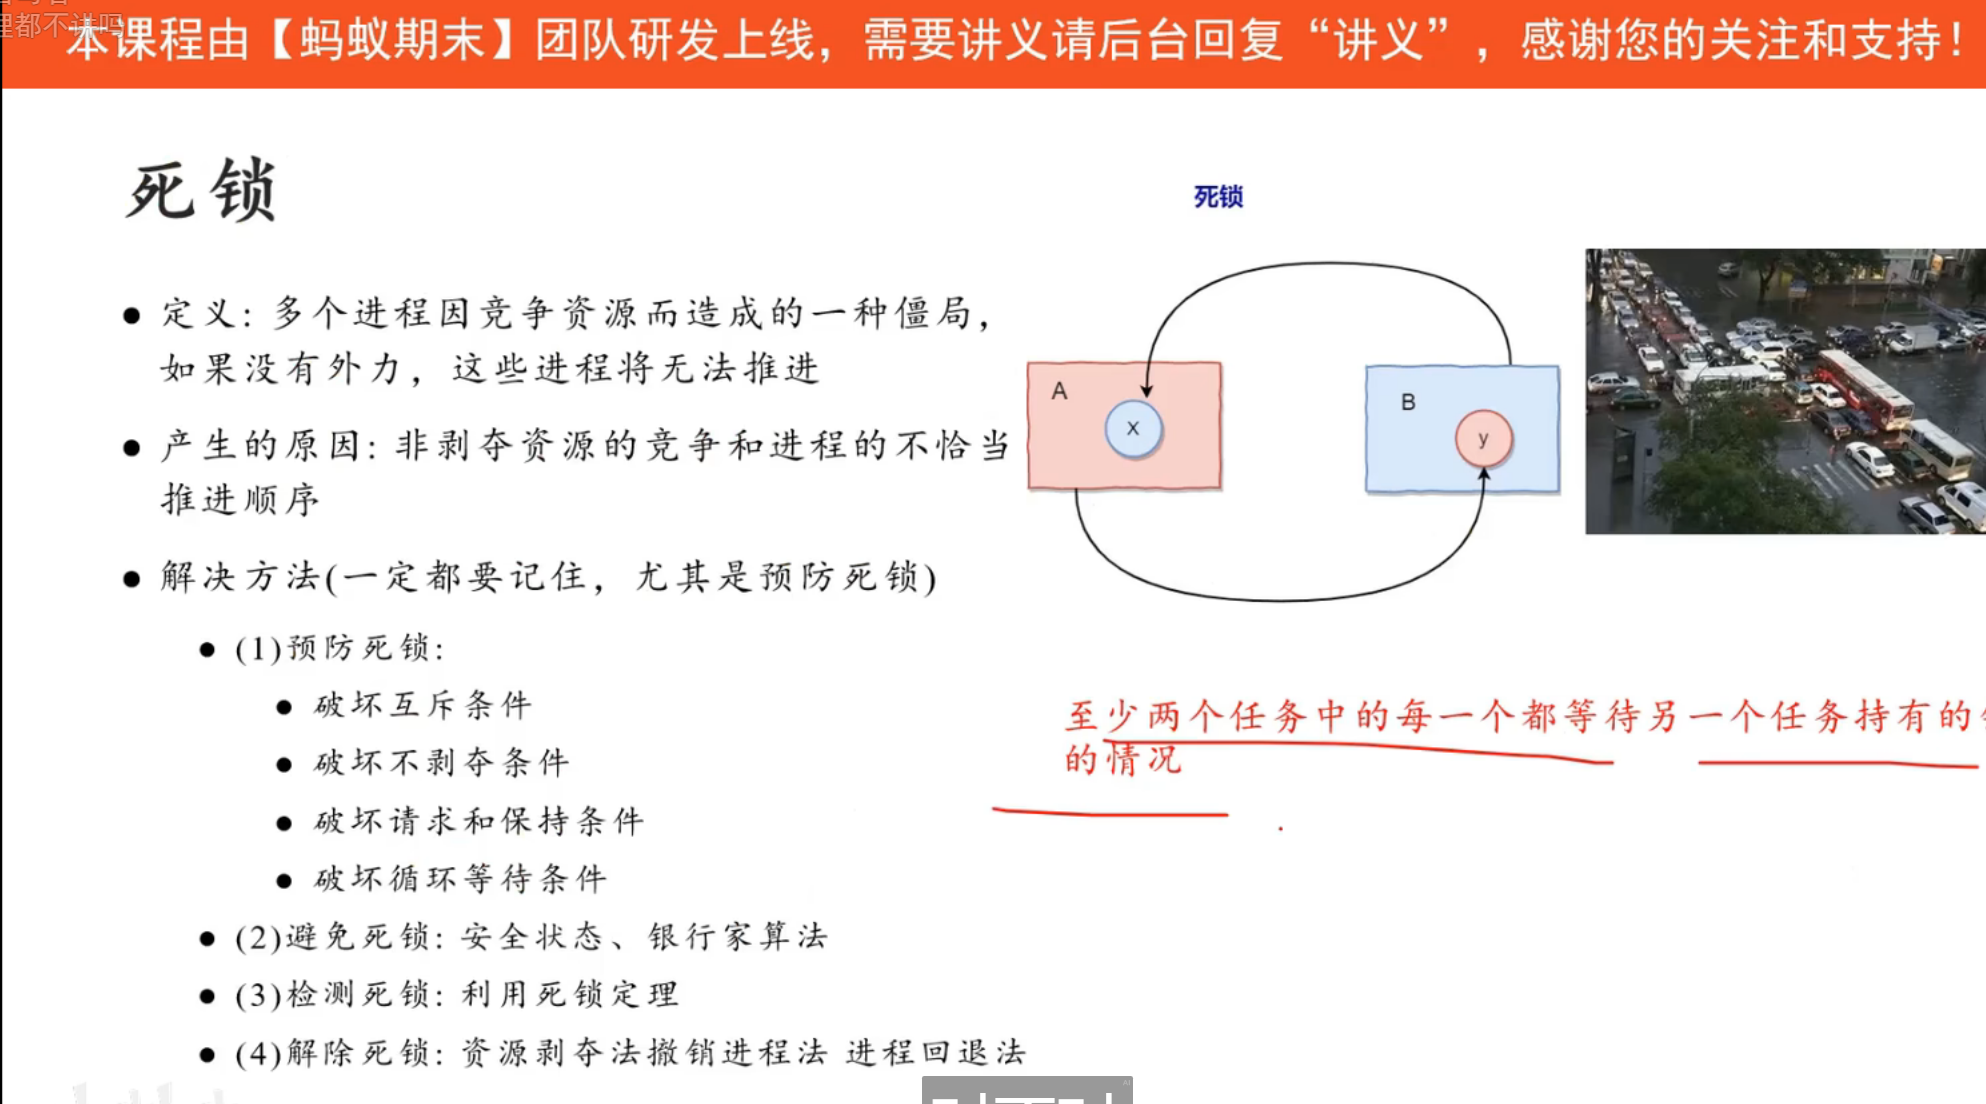 理都不讲吗
本课程由【蚂蚁期末】团队研发上线，需要讲义请后台回复“讲义”，感谢您的关注和支持！
死锁
• 定义：多个进程因竞争资源而造成的一种僵局，
如果没有外力，这些进程将无法推进
• 产生的原因：非剥夺资源的竞争和进程的不恰当
推进顺序
• 解决方法(一定都要记住，尤其是预防死锁)
• (1)预防死锁：
• 破坏互斥条件
• 破坏不剥夺条件
• 破坏请求和保持条件
• 破坏循环等待条件
• (2)避免死锁：安全状态、银行家算法
• (3)检测死锁：利用死锁定理
• (4)解除死锁：资源剥夺法撤销进程法 进程回退法
死锁
A
x
B
y
至少两个任务中的每一个都等待另一个任务持有的
的情况
AI